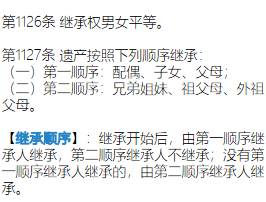 第1126条 继承权男女平等。
第1127条 遗产按照下列顺序继承：
（一）第一顺序：配偶、子女、父母；
（二）第二顺序：兄弟姐妹、祖父母、外祖
父母。
【继承顺序】：继承开始后，由第一顺序继
承人继承，第二顺序继承人不继承；没有第
一顺序继承人继承的，由第二顺序继承人继
承。